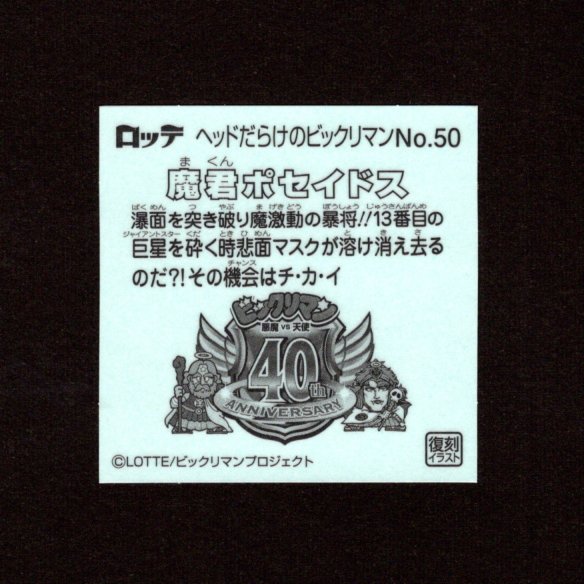 ロッテ ヘッドだらけのビックリマンNo.50
ま くん
魔君ポセイドス
ばくめん つ やぶ ま げきどう ぼうしょう じゅうさんばんめ
瀑面を突き破り魔激動の暴将!!13番目の
ジャイアントスター くだ とき ひ めん と き さ
巨星を砕く時悲面マスクが溶け消え去る
チャンス
のだ?!その機会はチ・カ・イ
ビックリマン
悪魔 VS 天使
40th
ANNIVERSARY
復刻
イラスト
©LOTTE/ビックリマンプロジェクト